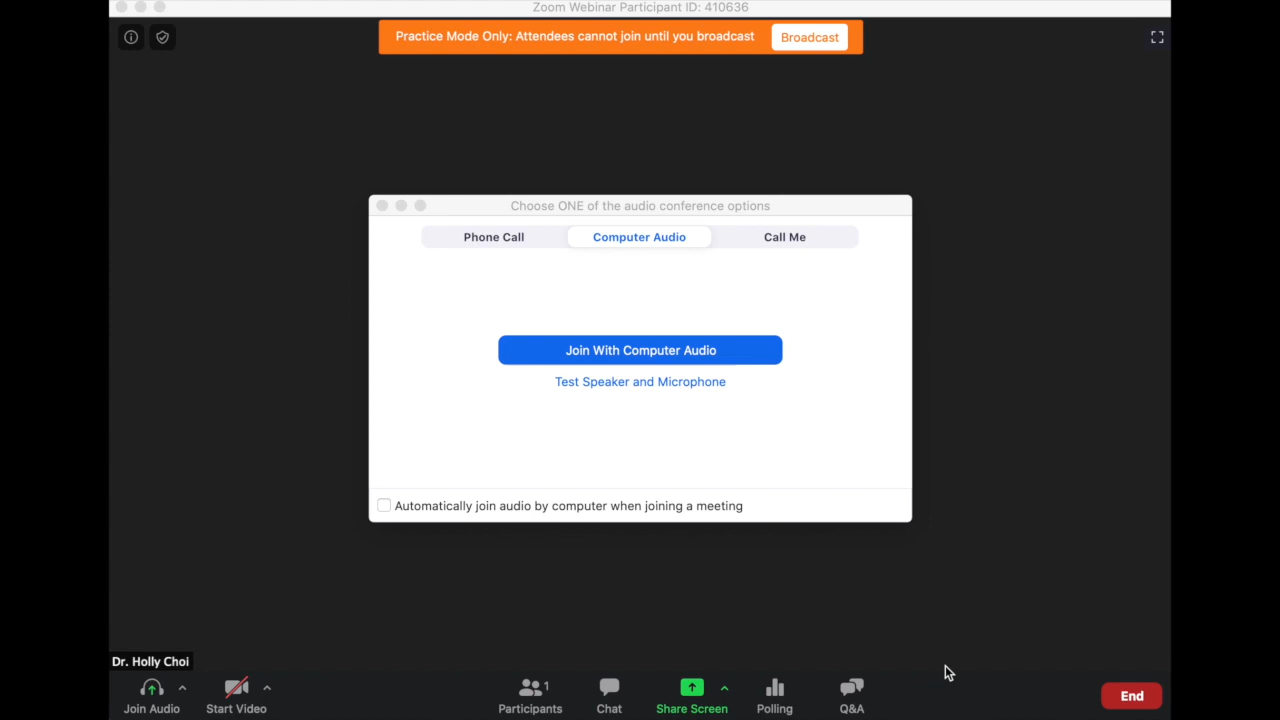 Zoom Webinar Participant ID: 410636
Practice Mode Only: Attendees cannot join until you broadcast
Broadcast
Choose ONE of the audio conference options
Phone Call
Computer Audio
Call Me
Join With Computer Audio
Test Speaker and Microphone
Automatically join audio by computer when joining a meeting
Dr. Holly Choi
Join Audio
Start Video
1
Participants
Chat
Share Screen
Polling
Q&A
End